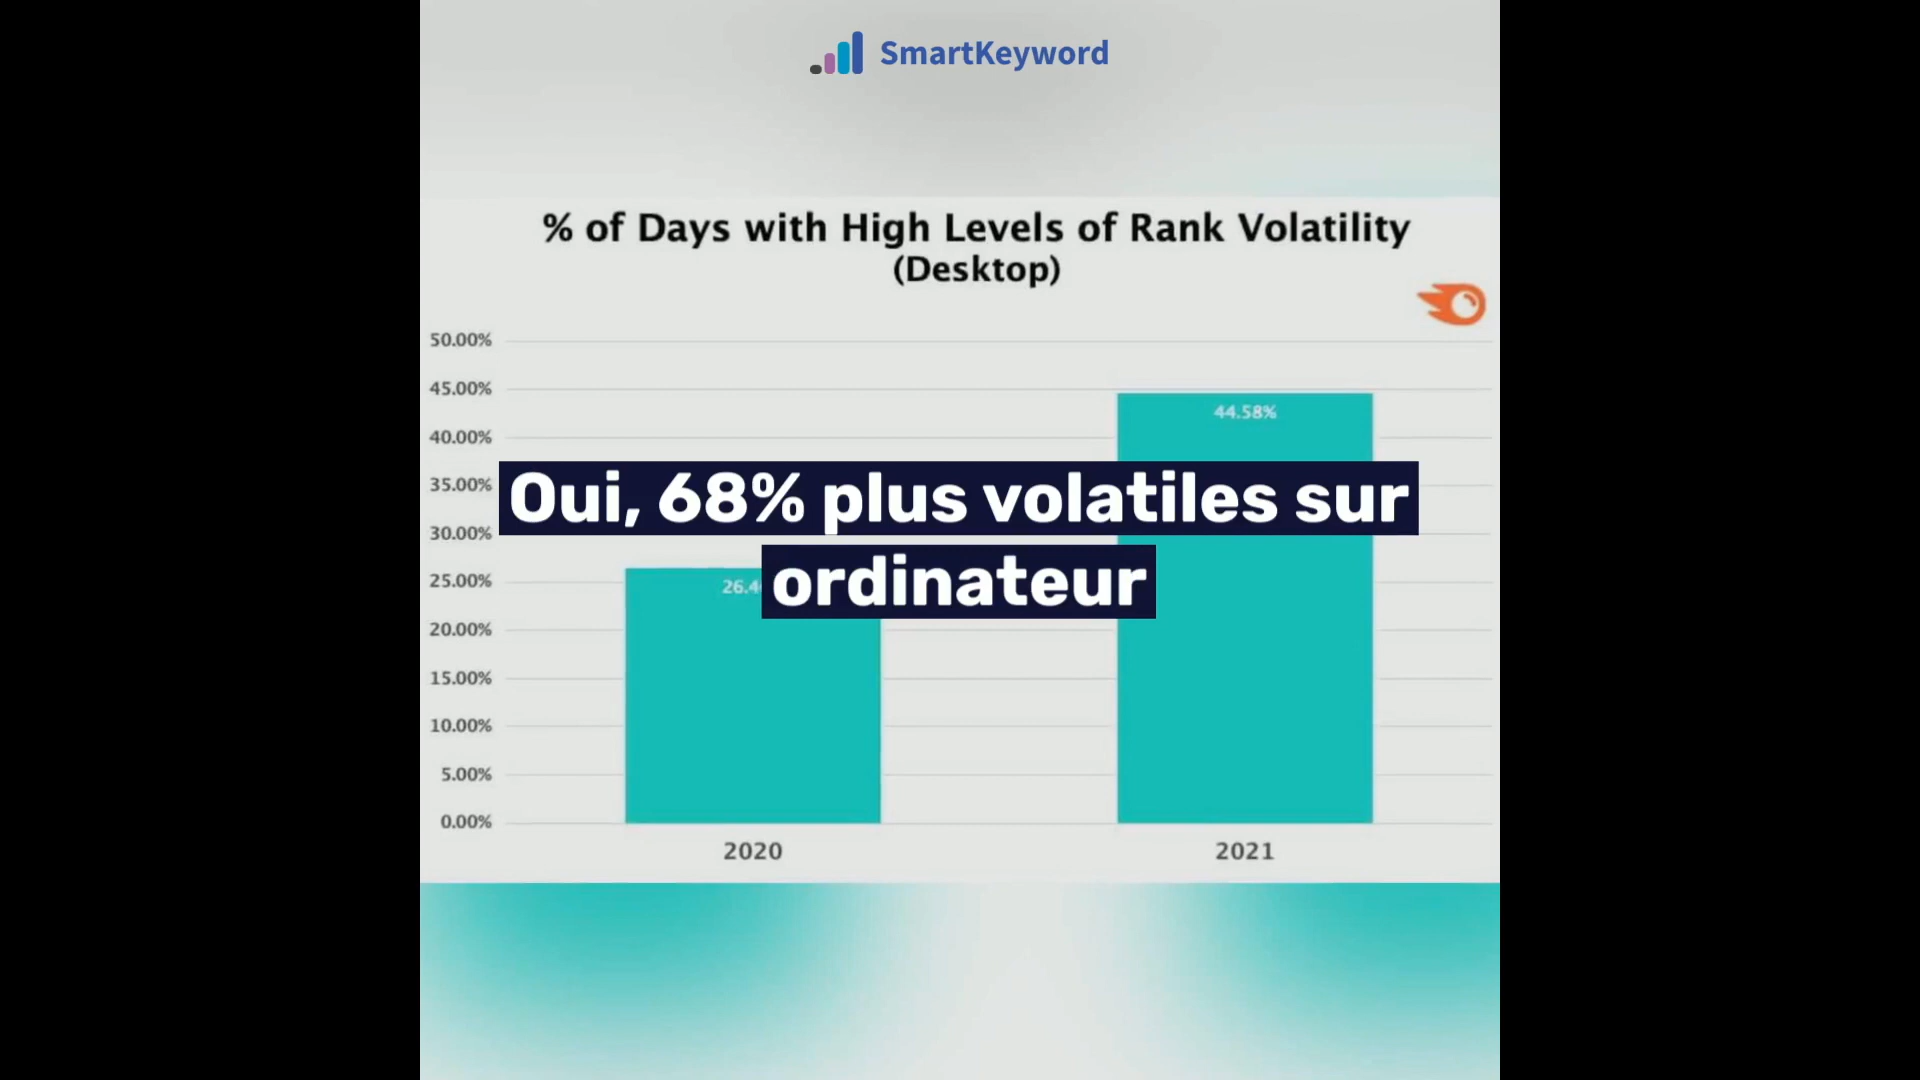 SmartKeyword
% of Days with High Levels of Rank Volatility
(Desktop)
50.00%
45.00%
44.58%
40.00%
35.00%
Oui, 68% plus volatiles sur
30.00%
ordinateur
25.00%
20.00%
15.00%
10.00%
5.00%
0.00%
2020
2021